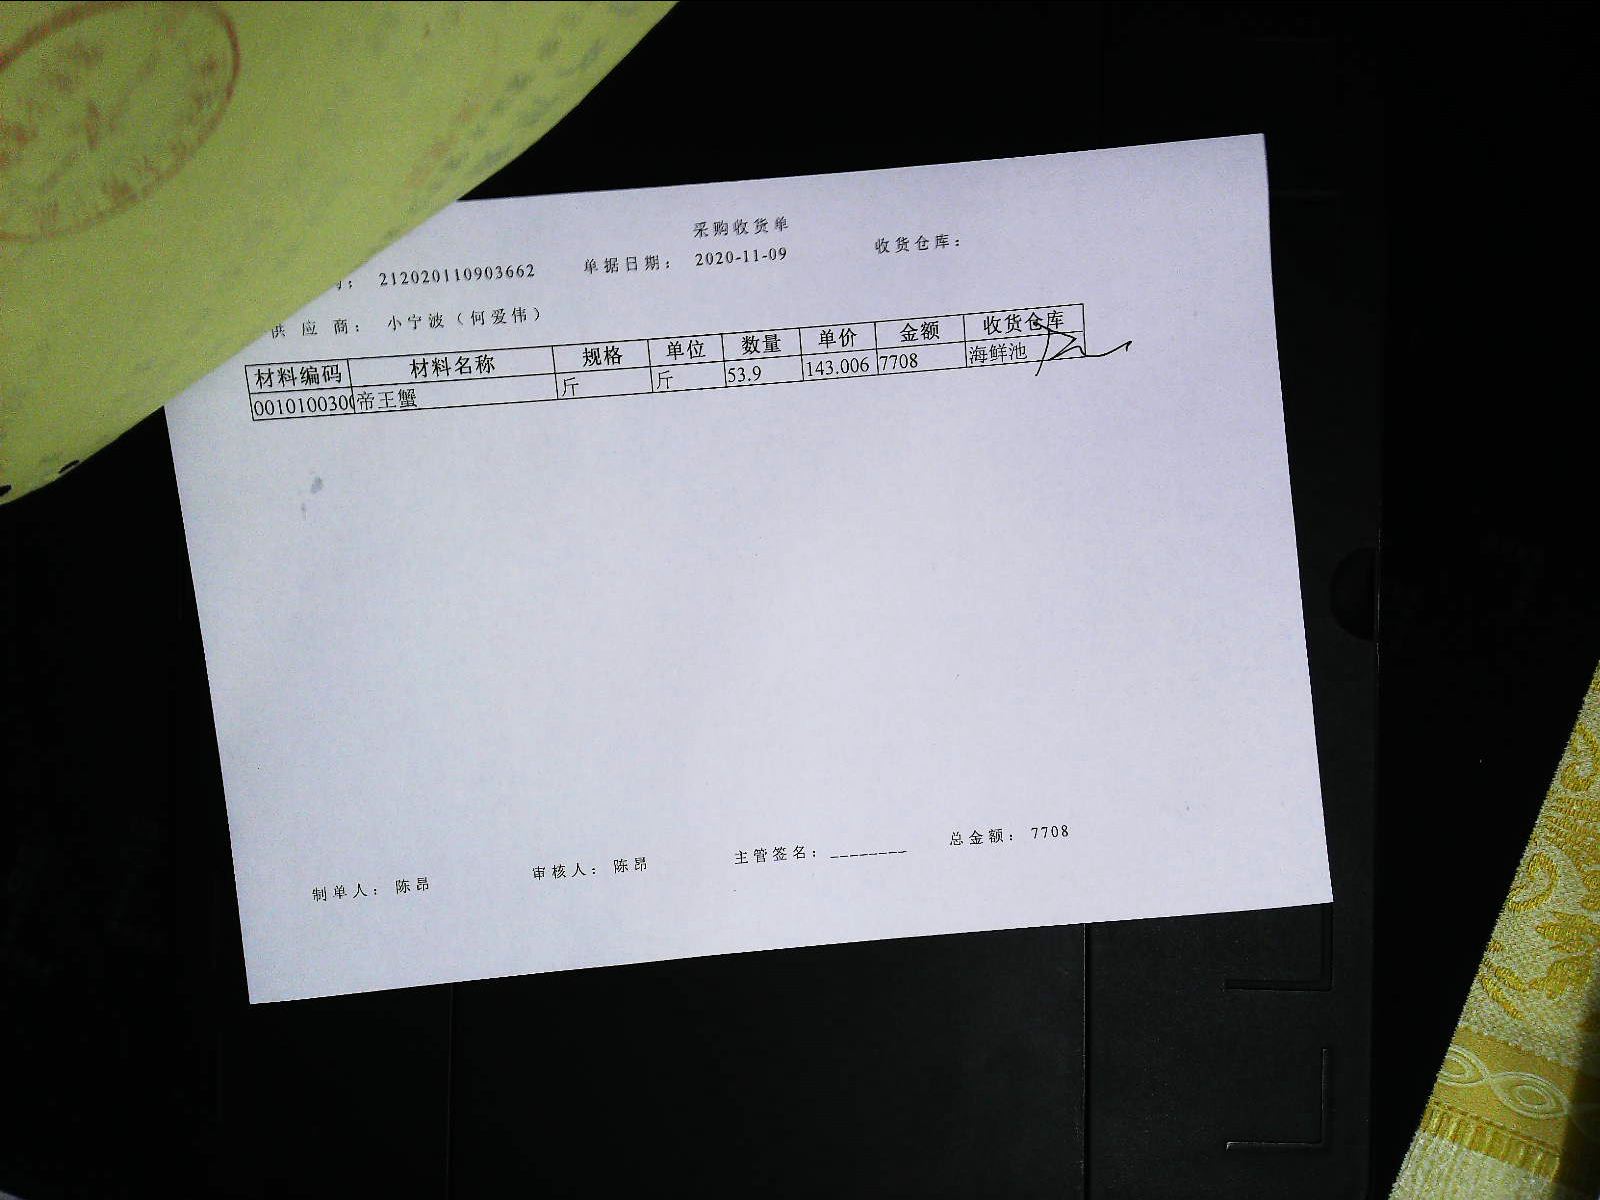 采购收货单
212020110903662 单据日期： 2020-11-09 收货仓库：
供应商： 小宁波（何爱伟）
材料编码 材料名称 规格 单位 数量 单价 金额 收货仓库
0010100300 帝王蟹 斤 斤 53.9 143.006 7708 海鲜池
制单人： 陈昂 审核人： 陈昂 主管签名：________ 总金额： 7708